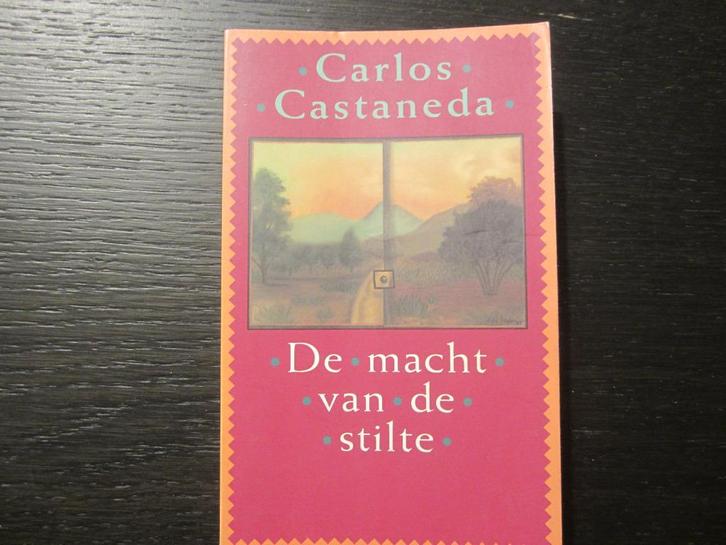 • Carlos •
• Castaneda •
• De • macht •
• van • de •
• stilte •